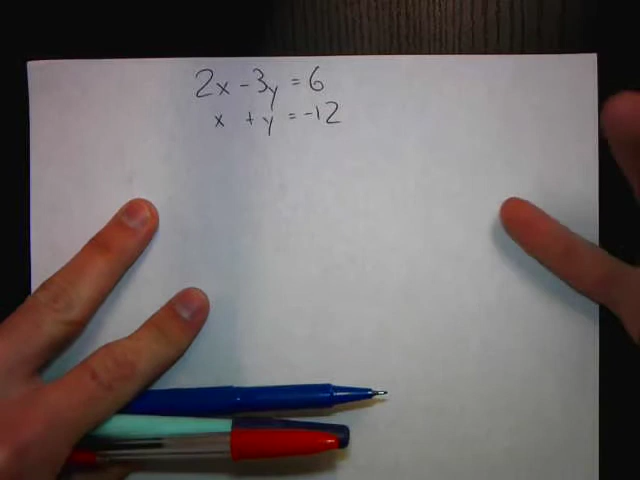 2x - 3y = 6
x + y = -12